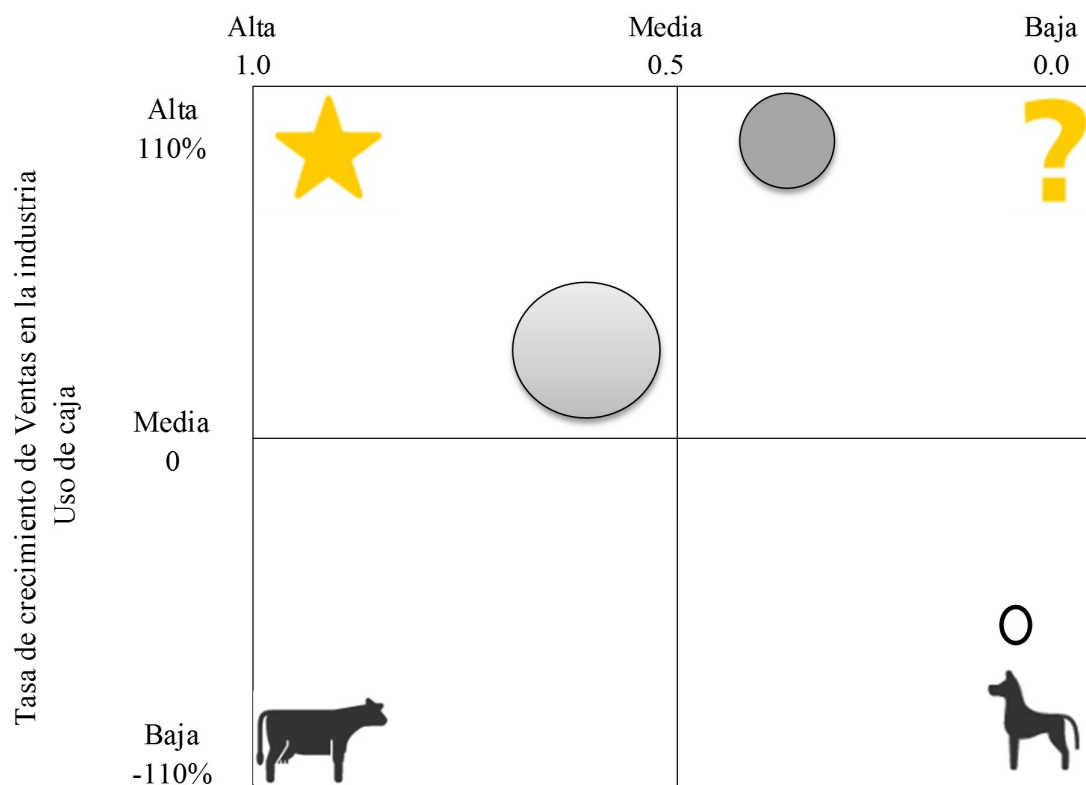 Alta
Media
Baja
1.0
0.5
0.0
Alta
110%
?
Tasa de crecimiento de Ventas en la industria
Uso de caja
Media
0
Baja
-110%